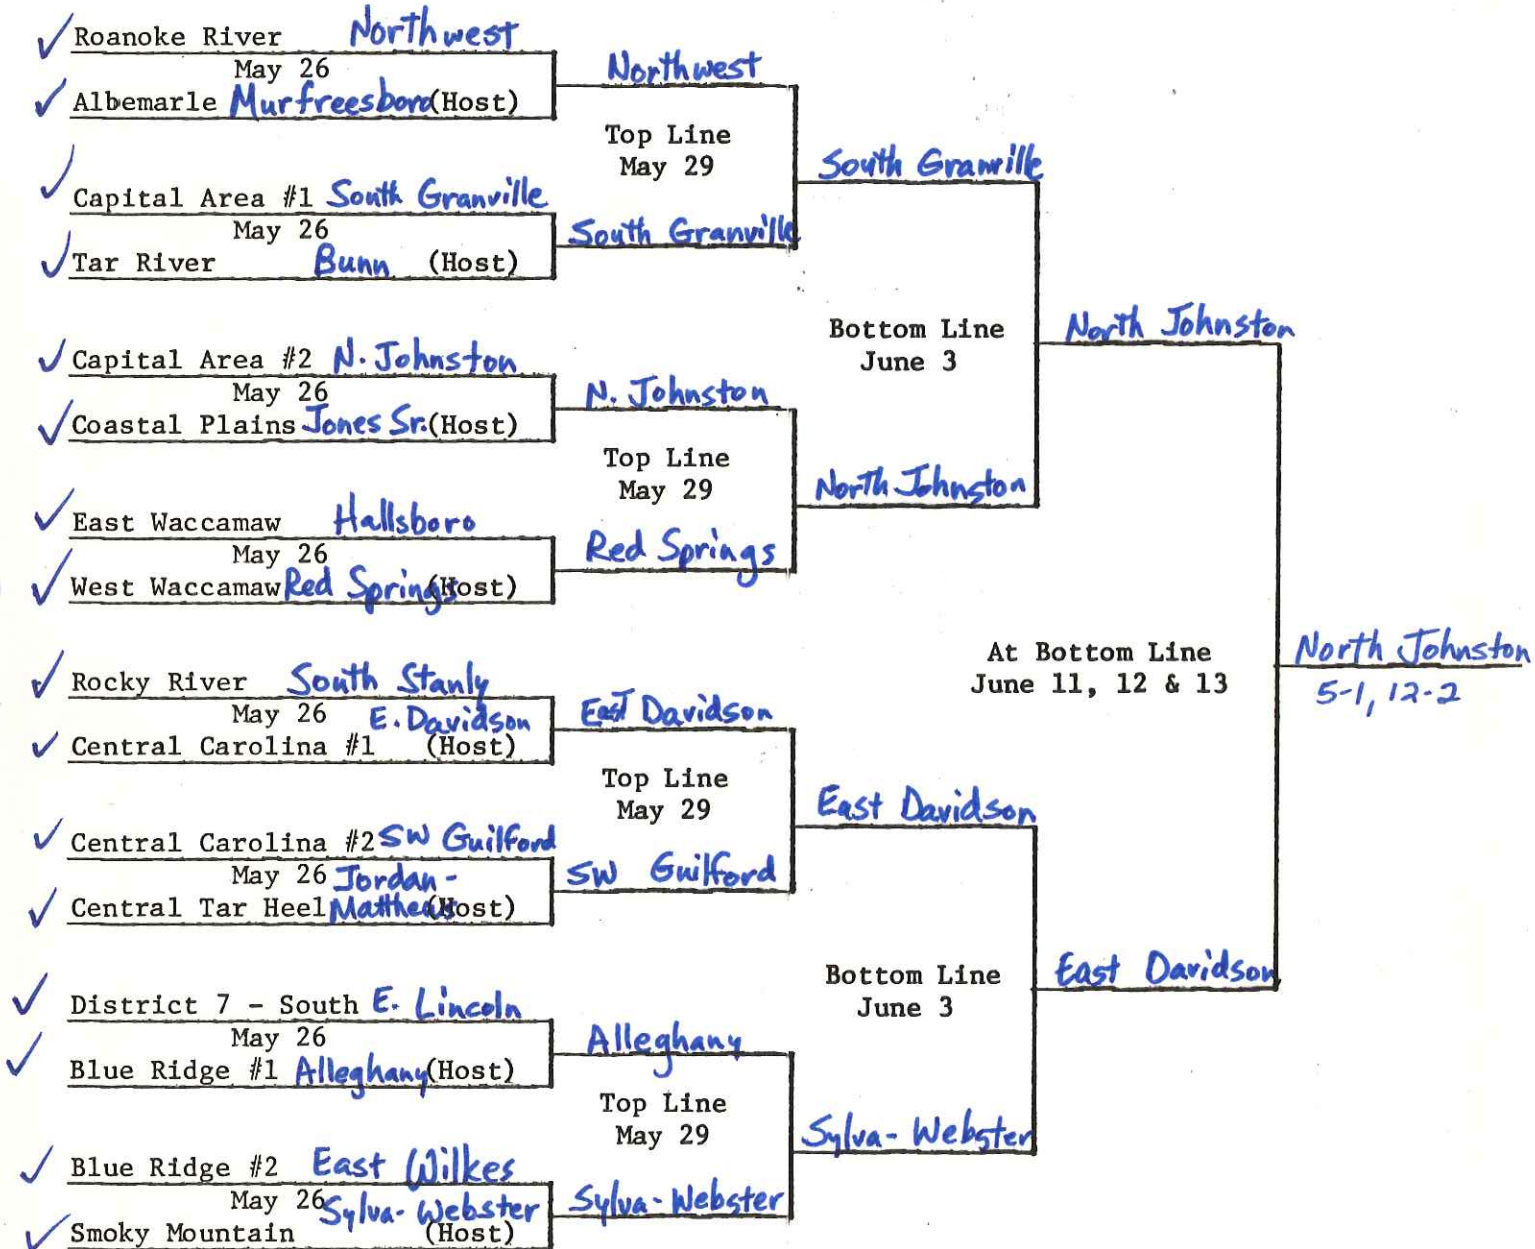 Roanoke River Northwest
May 26
Albemarle Murfreesboro (Host)
Northwest
Top Line
May 29
Capital Area #1 South Granville
May 26
Tar River Bunn (Host)
South Granville
South Granville
Bottom Line
June 3
Capital Area #2 N. Johnston
May 26
Coastal Plains Jones Sr. (Host)
N. Johnston
Top Line
May 29
East Waccamaw Hallsboro
May 26
West Waccamaw Red Springs (Host)
Red Springs
North Johnston
North Johnston
At Bottom Line
June 11, 12 & 13
North Johnston
5-1, 12-2
Rocky River South Stanly
May 26 E. Davidson
Central Carolina #1 (Host)
East Davidson
Top Line
May 29
Central Carolina #2 SW Guilford
May 26 Jordan-
Central Tar Heel Matthews (Host)
SW Guilford
East Davidson
Bottom Line
June 3
District 7 - South E. Lincoln
May 26
Blue Ridge #1 Alleghany (Host)
Alleghany
Top Line
May 29
Blue Ridge #2 East Wilkes
May 26 Sylva-Webster
Smoky Mountain (Host)
Sylva-Webster
Sylva-Webster
East Davidson